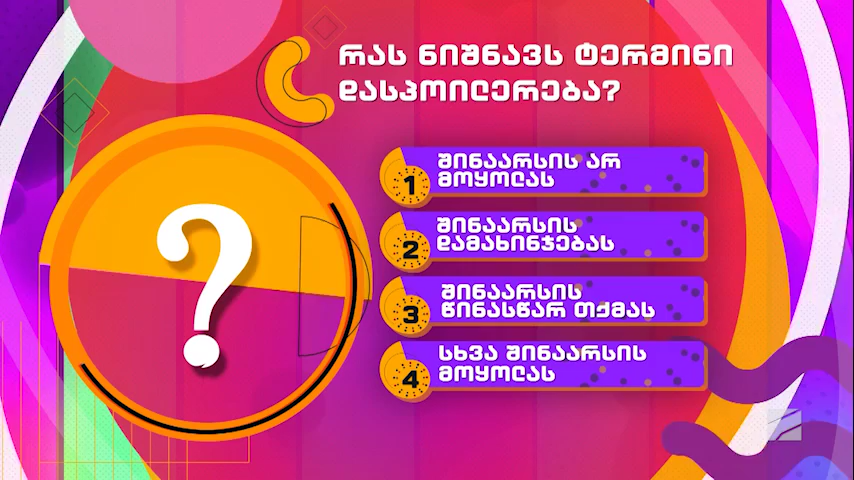 რას ნიშნავს ტერმინი
დასპოილერება?
?
1
შინაარსის არ
მოყოლას
2
შინაარსის
დამახინჯებას
3
შინაარსის
წინასწარ თქმას
4
სხვა შინაარსის
მოყოლას